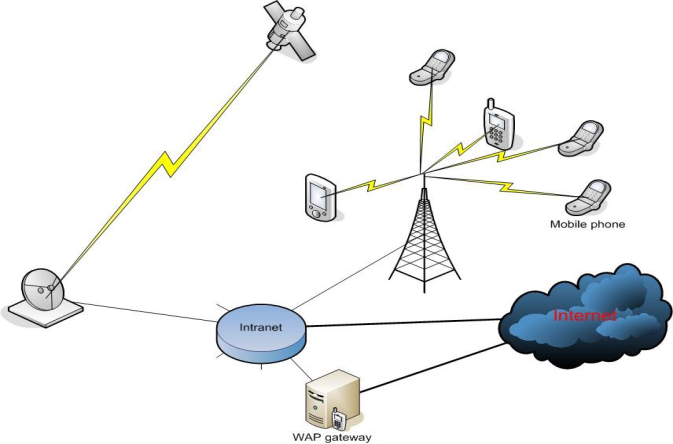 Mobile phone
Internet
Intranet
WAP gateway